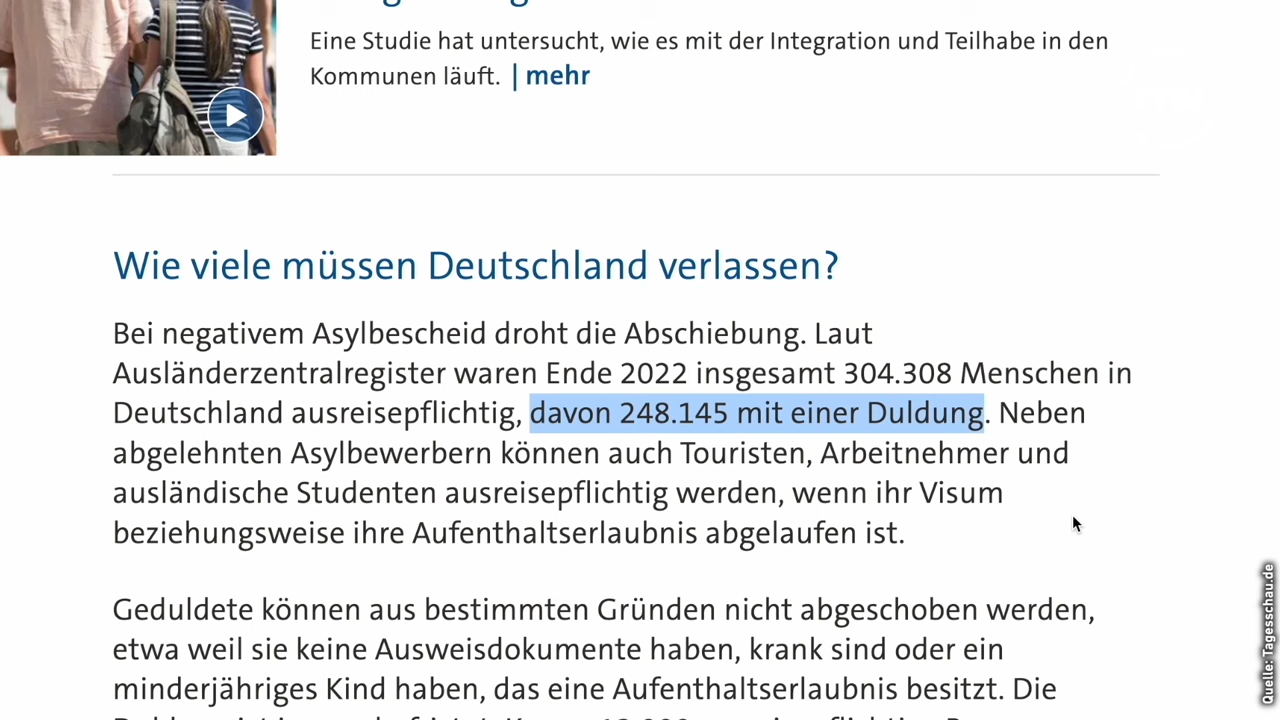 Eine Studie hat untersucht, wie es mit der Integration und Teilhabe in den
Kommunen läuft. | mehr
Wie viele müssen Deutschland verlassen?
Bei negativem Asylbescheid droht die Abschiebung. Laut
Ausländerzentralregister waren Ende 2022 insgesamt 304.308 Menschen in
Deutschland ausreisepflichtig, davon 248.145 mit einer Duldung. Neben
abgelehnten Asylbewerbern können auch Touristen, Arbeitnehmer und
ausländische Studenten ausreisepflichtig werden, wenn ihr Visum
beziehungsweise ihre Aufenthaltserlaubnis abgelaufen ist.
Geduldete können aus bestimmten Gründen nicht abgeschoben werden,
etwa weil sie keine Ausweisdokumente haben, krank sind oder ein
minderjähriges Kind haben, das eine Aufenthaltserlaubnis besitzt. Die
Quelle: Tagesschau.de